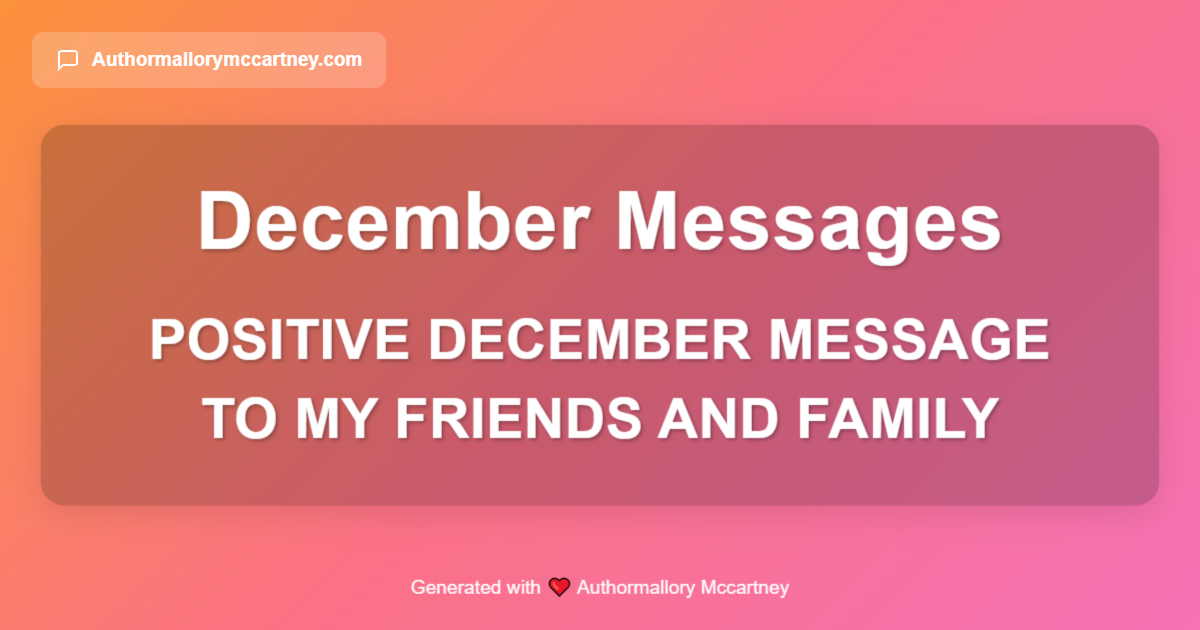 Authormallorymccartney.com
December Messages
POSITIVE DECEMBER MESSAGE
TO MY FRIENDS AND FAMILY
Generated with ❤️ Authormallory Mccartney